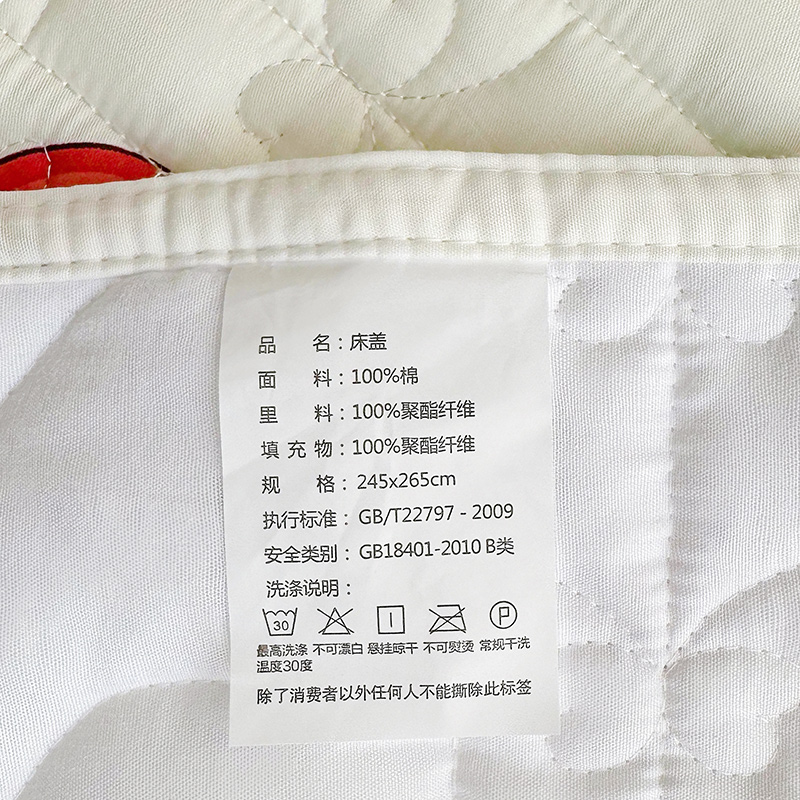 品 名：床盖
面 料：100%棉
里 料：100%聚酯纤维
填 充 物：100%聚酯纤维
规 格：245x265cm
执行标准：GB/T22797 - 2009
安全类别：GB18401-2010 B类
洗涤说明：
30 P
最高洗涤 不可漂白 悬挂晾干 不可熨烫 常规干洗
温度30度
除了消费者以外任何人不能撕除此标签